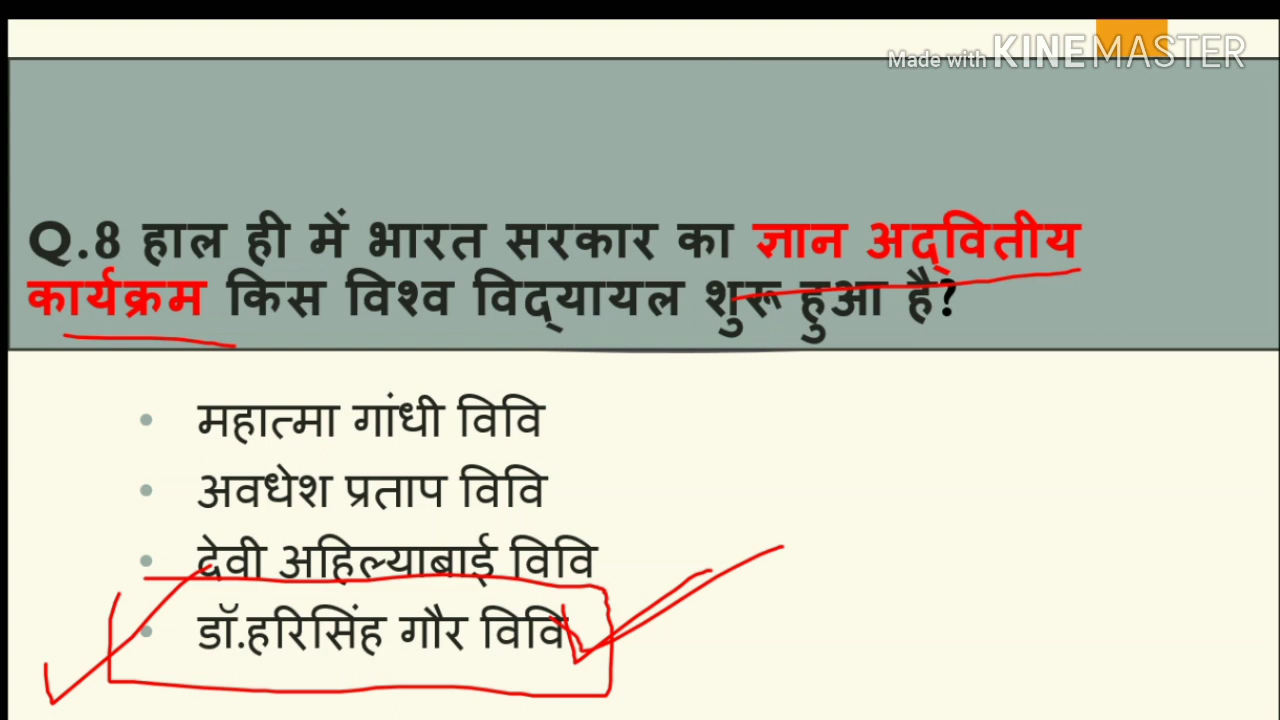 Made with KINEMASTER
Q.8 हाल ही में भारत सरकार का ज्ञान अद्वितीय
कार्यक्रम किस विश्व विद्यायल शुरू हुआ है?
महात्मा गांधी विवि
अवधेश प्रताप विवि
देवी अहिल्याबाई विवि
डॉ.हरिसिंह गौर विवि